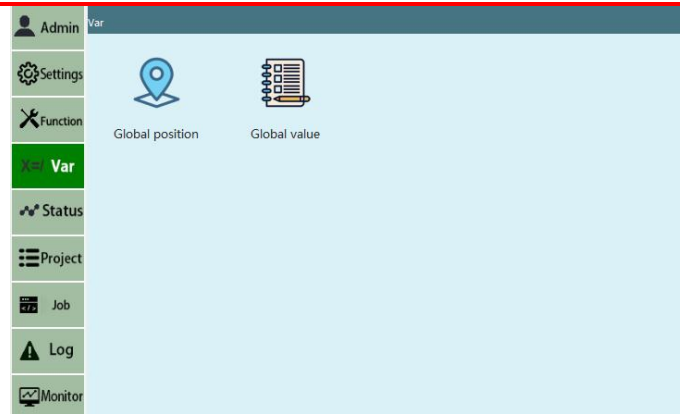 Admin
Var
Settings
Function
Global position
Global value
X=/ Var
Status
Project
Job
Log
Monitor